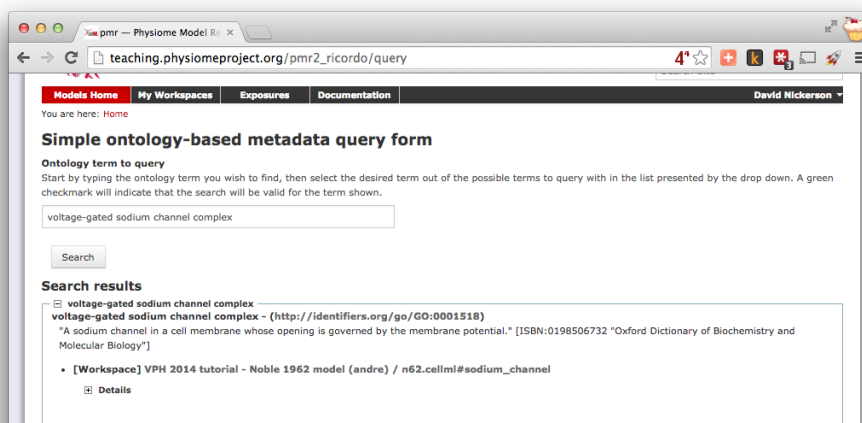 pmr — Physiome Model Re
teaching.physiomeproject.org/pmr2_ricordo/query
4⁴
k
3
Models Home My Workspaces Exposures Documentation David Nickerson
You are here: Home
Simple ontology-based metadata query form
Ontology term to query
Start by typing the ontology term you wish to find, then select the desired term out of the possible terms to query with in the list presented by the drop down. A green
checkmark will indicate that the search will be valid for the term shown.
voltage-gated sodium channel complex
Search
Search results
voltage-gated sodium channel complex
voltage-gated sodium channel complex - (http://identifiers.org/go/GO:0001518)
"A sodium channel in a cell membrane whose opening is governed by the membrane potential." [ISBN:0198506732 "Oxford Dictionary of Biochemistry and
Molecular Biology"]
• [Workspace] VPH 2014 tutorial - Noble 1962 model (andre) / n62.cellml#sodium_channel
Details